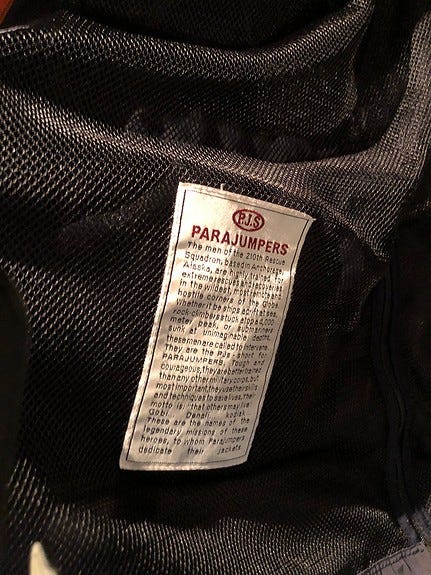 P.J.S
PARAJUMPERS
The men of the 210th Rescue
Squadron, based in Anchorage,
Alaska, are highly trained, for
extreme rescues and records and
in the wildest, most remote and
hostile corners of the Globe.
Whether it be ships adrift at sea,
rock-climbers stuck atop a
meter peak, or submariners
sunk at unimaginable depths,
these men are called to intervene.
They are the PJs - short for
PARAJUMPERS. Tough and
courageous, they are better trained
than any other military corps, but
most important, they use their skills
and techniques to save lives. their
motto is: "that others may live".
Gobi, Denali, kodiak.
These are the names of the
legendary missions of these
heroes, to whom Parajumpers
dedicate their jackets.